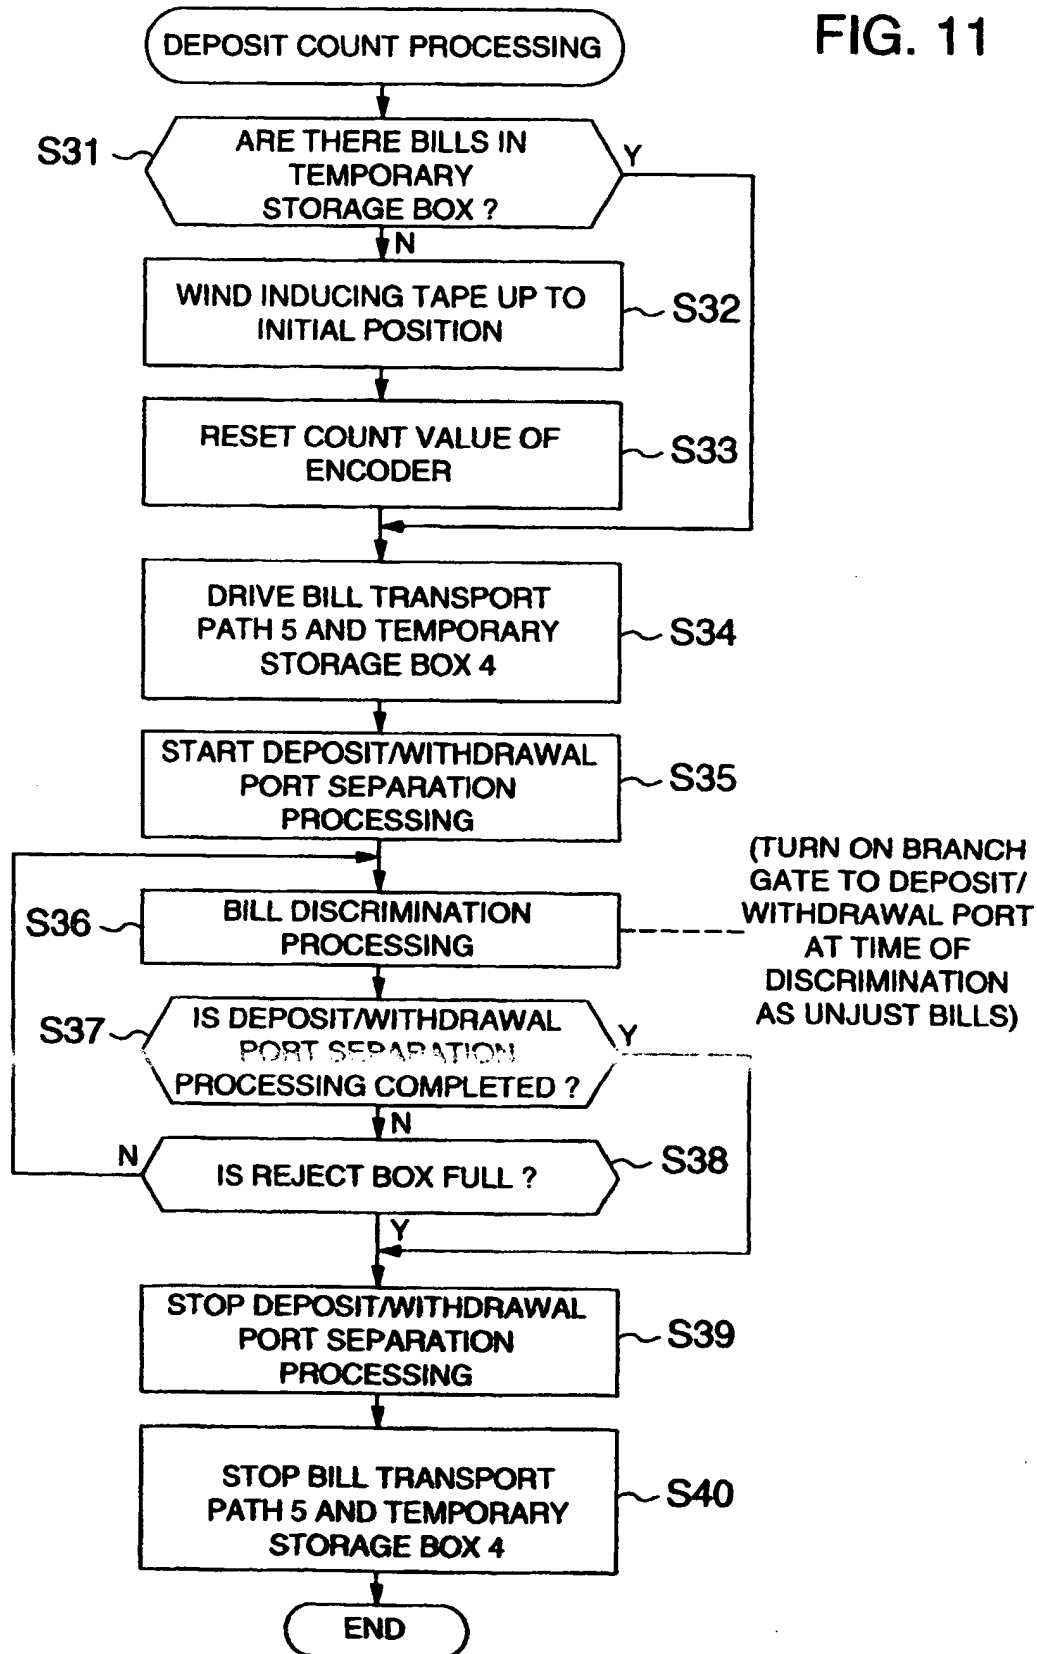 FIG. 11
DEPOSIT COUNT PROCESSING
S31
ARE THERE BILLS IN
TEMPORARY
STORAGE BOX ?
Y
N
WIND INDUCING TAPE UP TO
INITIAL POSITION
S32
RESET COUNT VALUE OF
ENCODER
S33
DRIVE BILL TRANSPORT
PATH 5 AND TEMPORARY
STORAGE BOX 4
S34
START DEPOSIT/WITHDRAWAL
PORT SEPARATION
PROCESSING
S35
S36
BILL DISCRIMINATION
PROCESSING
(TURN ON BRANCH
GATE TO DEPOSIT/
WITHDRAWAL PORT
AT TIME OF
DISCRIMINATION
AS UNJUST BILLS)
S37
IS DEPOSIT/WITHDRAWAL
PORT SEPARATION
PROCESSING COMPLETED ?
Y
N
N
IS REJECT BOX FULL ?
S38
Y
STOP DEPOSIT/WITHDRAWAL
PORT SEPARATION
PROCESSING
S39
STOP BILL TRANSPORT
PATH 5 AND TEMPORARY
STORAGE BOX 4
S40
END